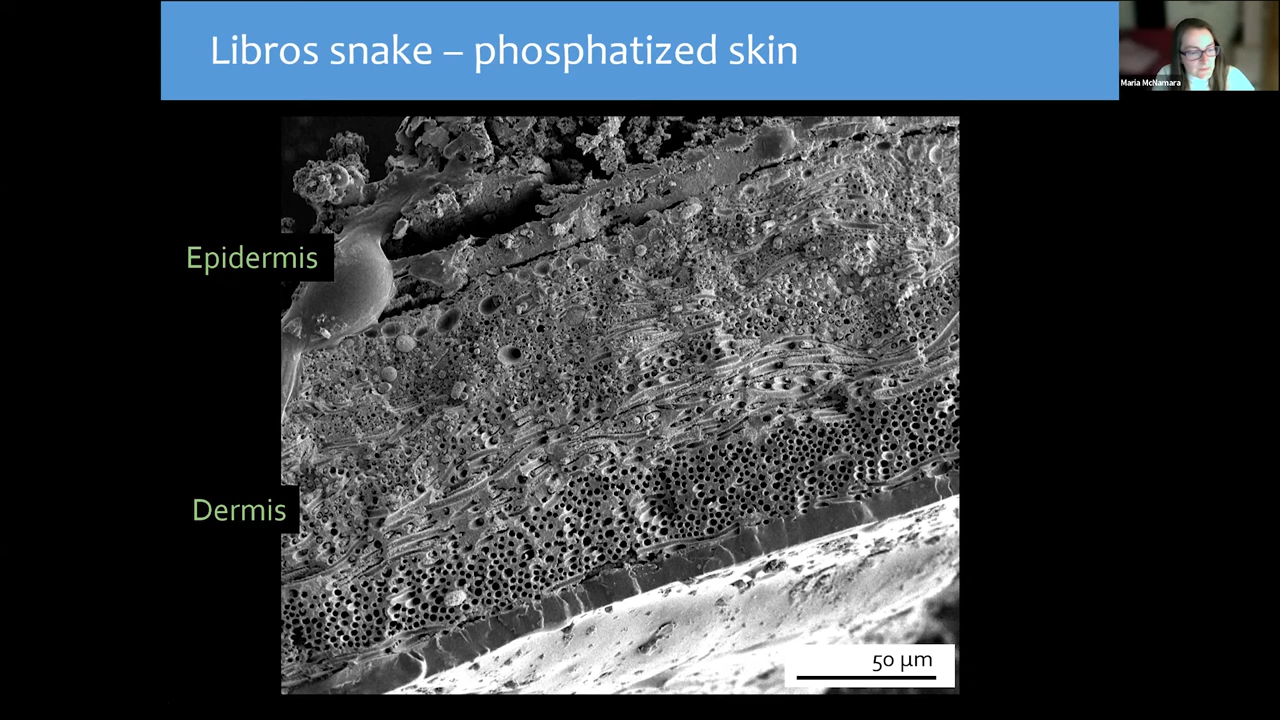 Libros snake – phosphatized skin
Maria McNamara
Epidermis
Dermis
50 µm